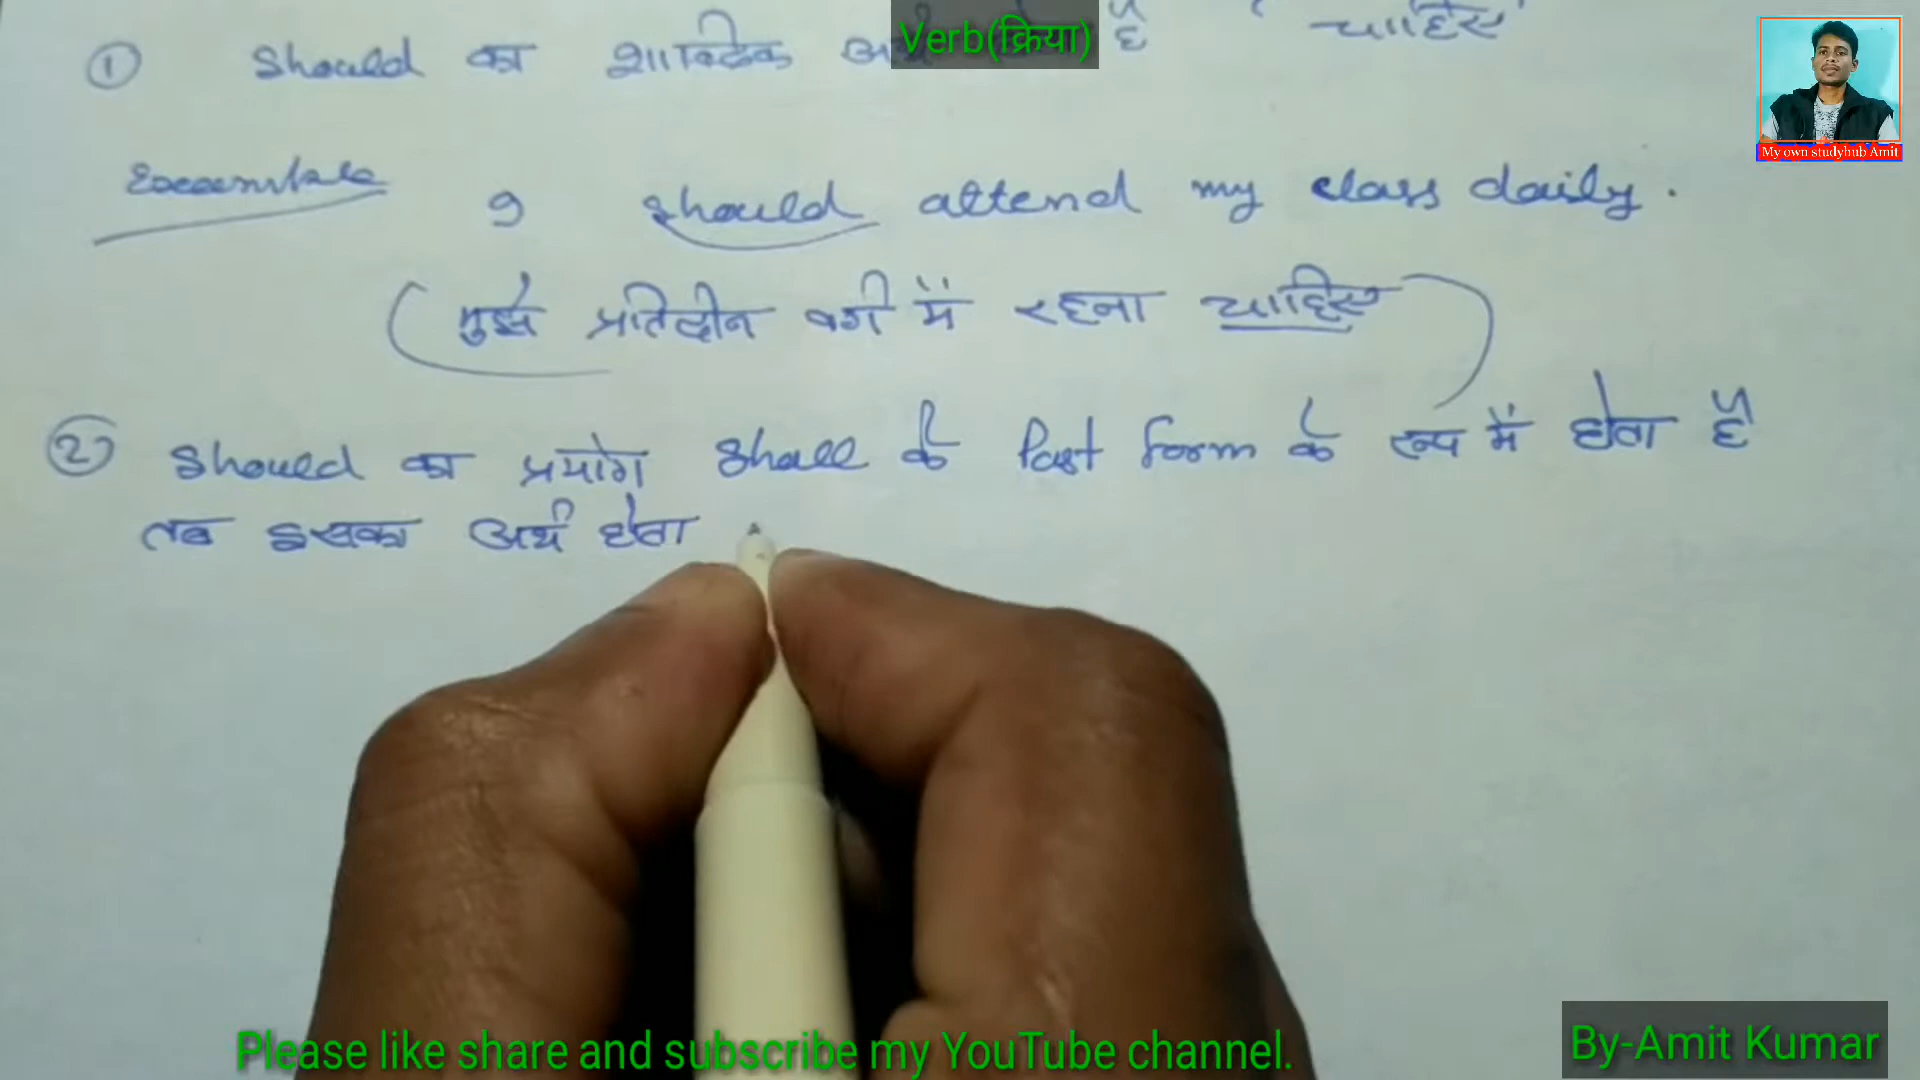 Verb(क्रिया)
① Should का शाब्दिक अर्थ है चाहिए
My own studyhub Amit
Example I should attend my class daily.
(मुझे प्रतिदीन वर्ग में रहना चाहिए)
② Should का प्रयोग Shall के Past form के रूप में होता है
तब इसका अर्थ होता
Please like share and subscribe my YouTube channel.
By-Amit Kumar